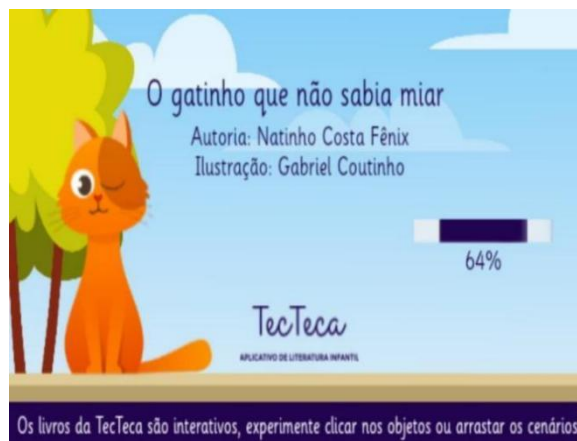 O gatinho que não sabia miar
Autoria: Natinho Costa Fênix
Ilustração: Gabriel Coutinho
64%
TecTeca
APLICATIVO DE LITERATURA INFANTIL
Os livros da TecTeca são interativos, experimente clicar nos objetos ou arrastar os cenários